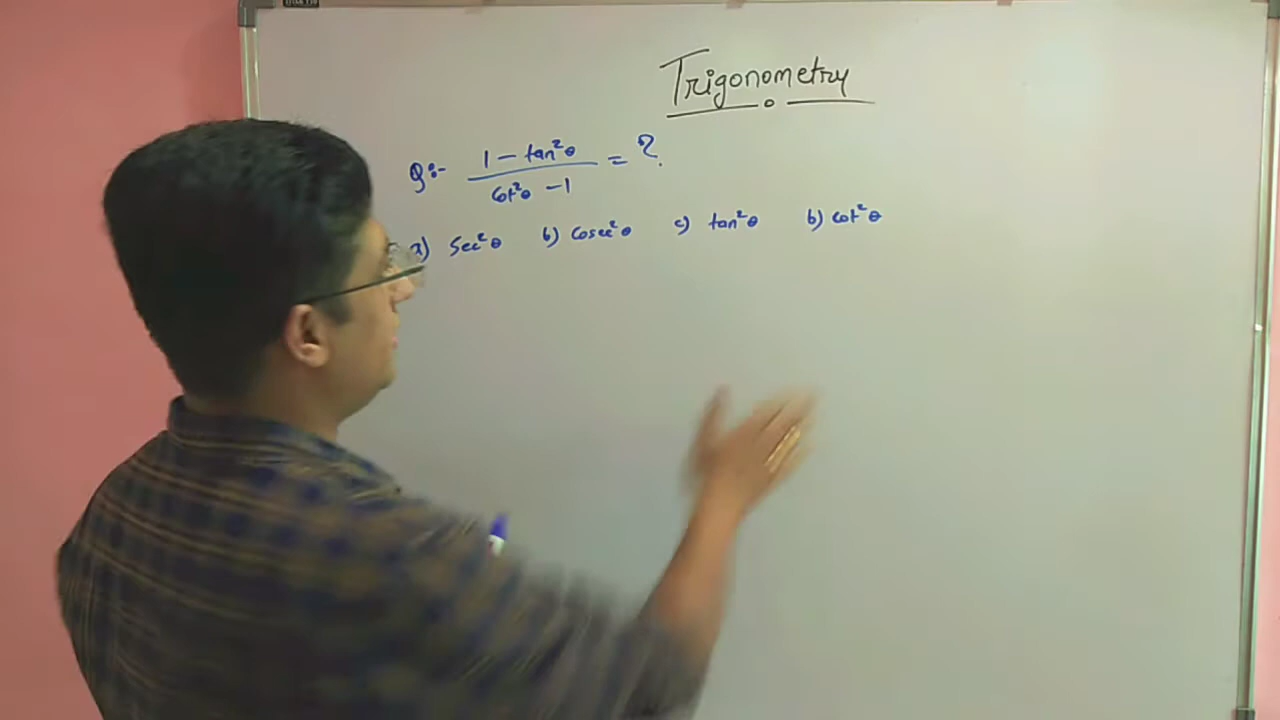 Trigonometry
Q:- 1 - tan²θ / cot²θ - 1 = ?
a) Sec²θ b) Cosec²θ c) tan²θ b) cot²θ